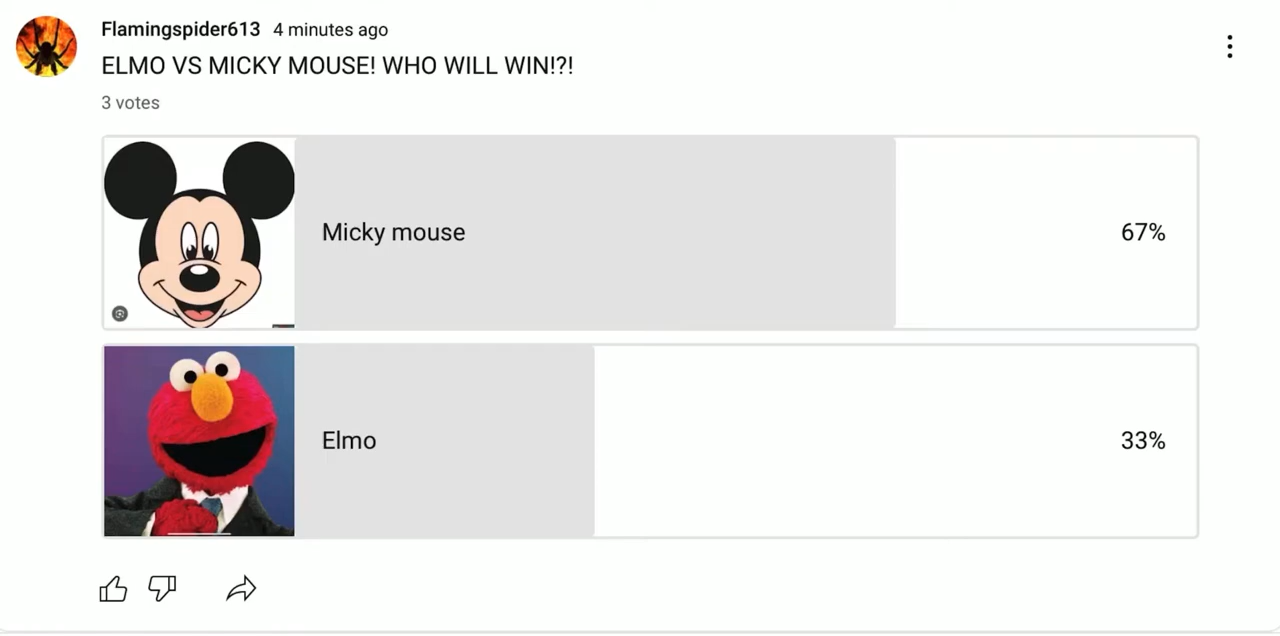 Flamingspider613 4 minutes ago
ELMO VS MICKY MOUSE! WHO WILL WIN!?!
3 votes
Micky mouse
67%
Elmo
33%